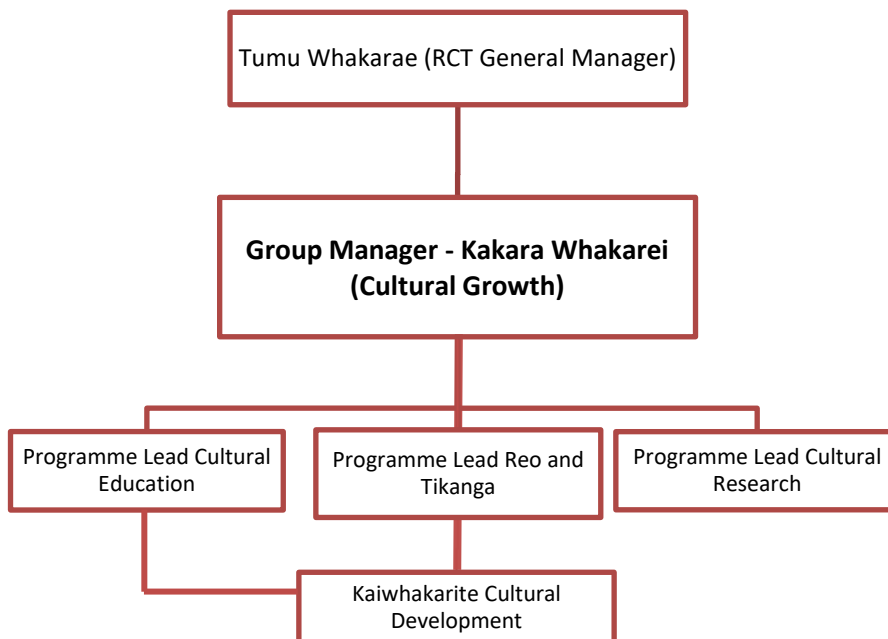 Tumu Whakarae (RCT General Manager)
Group Manager - Kakara Whakarei
(Cultural Growth)
Programme Lead Cultural
Education
Programme Lead Reo and
Tikanga
Programme Lead Cultural
Research
Kaiwhakarite Cultural
Development